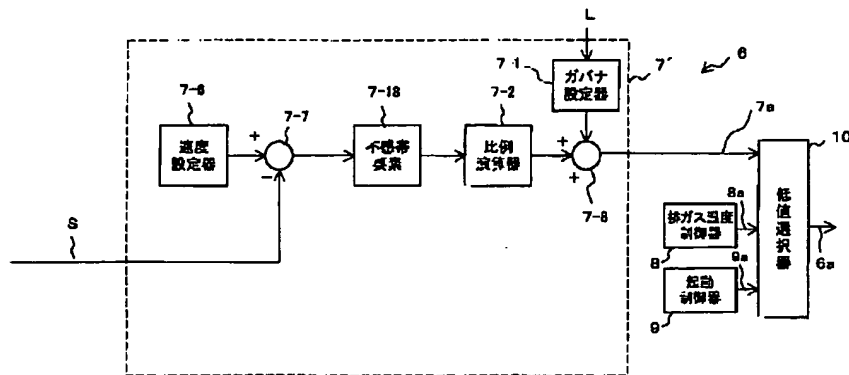 L
6
7-1
ガバナ
設定器
7'
7-6
速度
設定器
+
-
7-7
7-18
不感帯
要素
7-2
比例
演算器
+
+
7-8
7a
10
低値選択器
8a
排ガス温度
制御器
8
9a
起動
制御器
9
6a
S